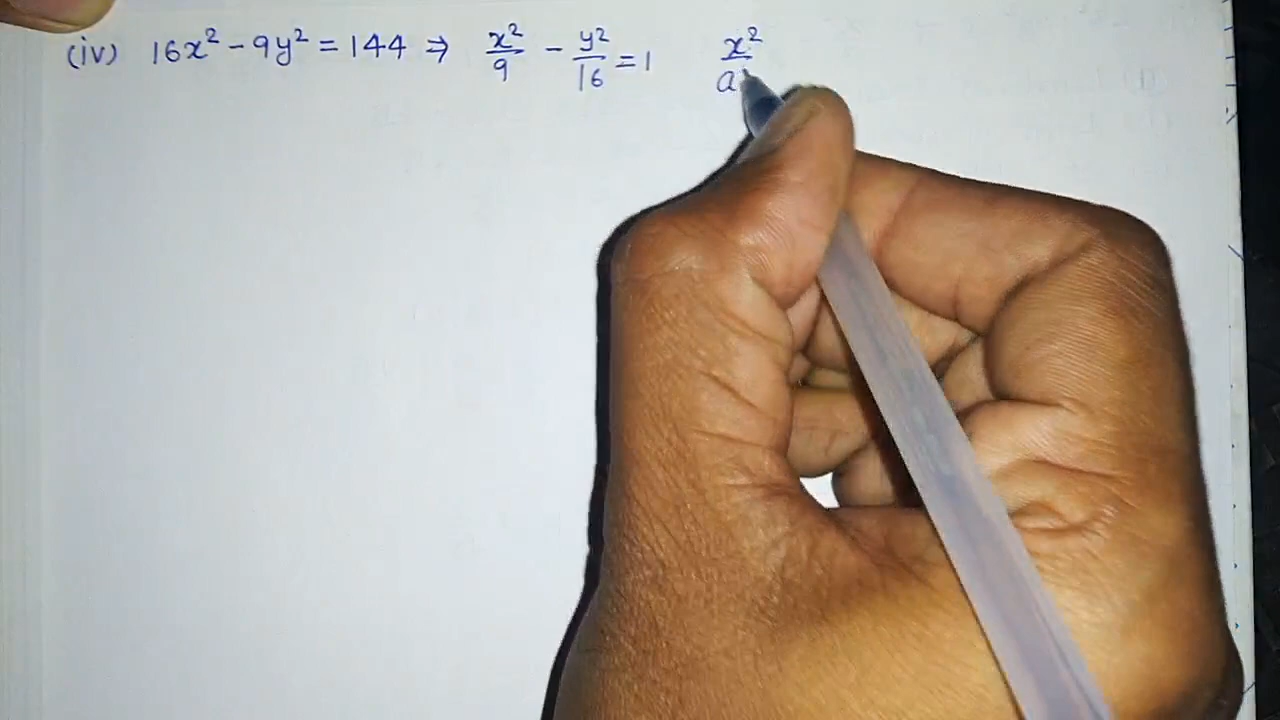 (iv) 16x² - 9y² = 144 ⇒ x²/9 - y²/16 = 1 x²/a